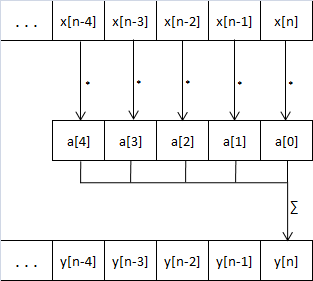 . . . x[n-4] x[n-3] x[n-2] x[n-1] x[n]
* * * * *
a[4] a[3] a[2] a[1] a[0]
∑
. . . y[n-4] y[n-3] y[n-2] y[n-1] y[n]